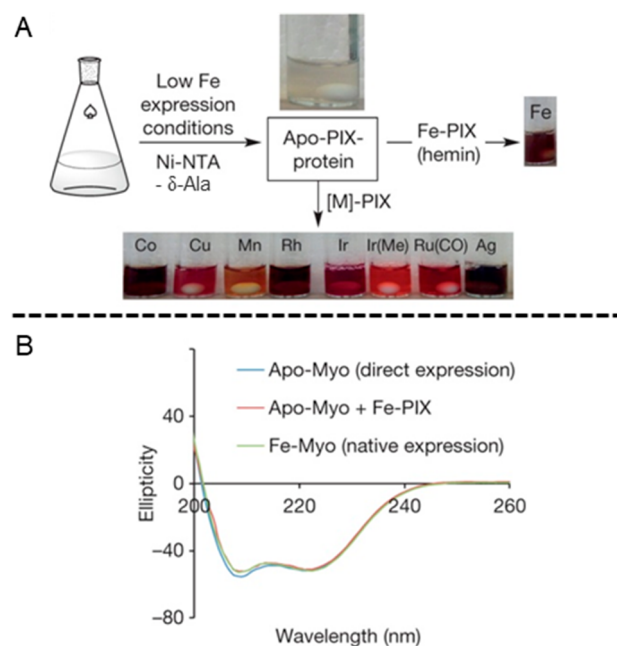 A
Low Fe
expression
conditions
Ni-NTA
- δ-Ala
Apo-PIX-
protein
Fe-PIX
(hemin)
Fe
[M]-PIX
Co Cu Mn Rh Ir Ir(Me) Ru(CO) Ag
B
Apo-Myo (direct expression)
Apo-Myo + Fe-PIX
Fe-Myo (native expression)
Ellipticity
40
0
−40
−80
200 220 240 260
Wavelength (nm)